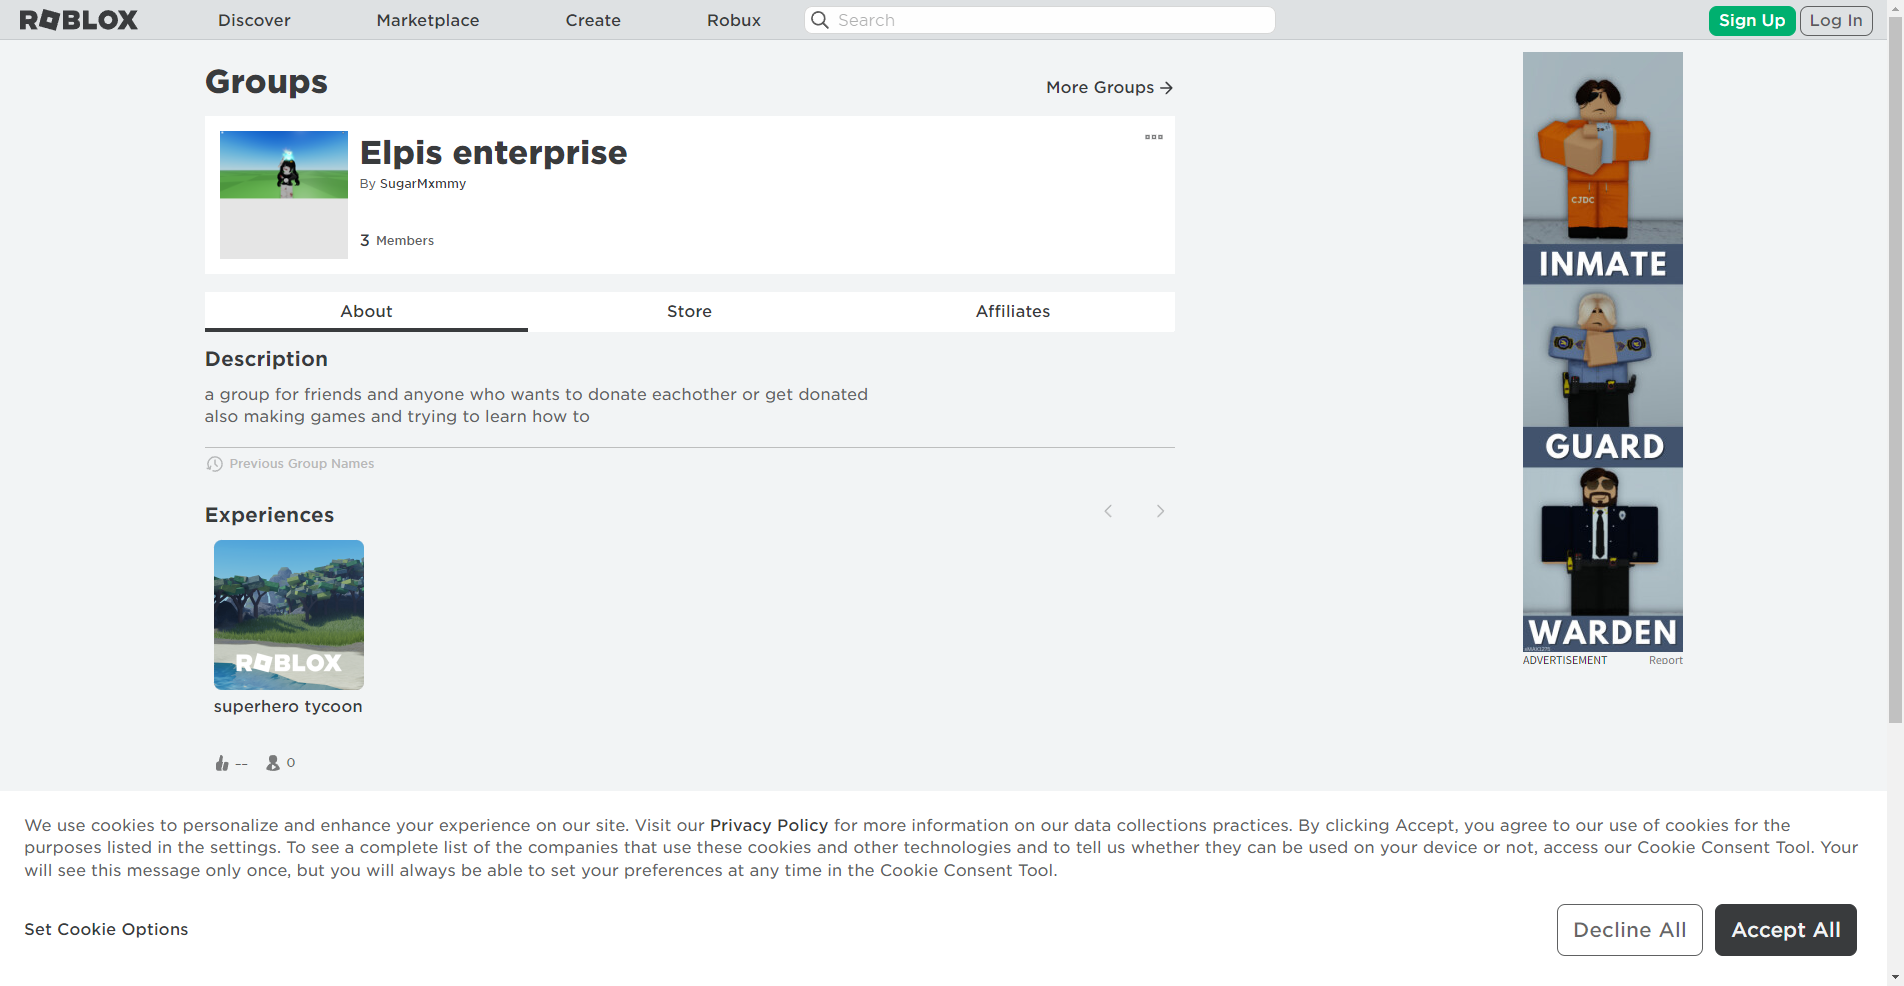 ROBLOX
Discover
Marketplace
Create
Robux
Search
Sign Up
Log In
Groups
More Groups
Elpis enterprise
By SugarMxmmy
3 Members
About
Store
Affiliates
Description
a group for friends and anyone who wants to donate eachother or get donated
also making games and trying to learn how to
Previous Group Names
Experiences
ROBLOX
superhero tycoon
--
0
CJDC
INMATE
GUARD
WARDEN
ADVERTISEMENT
Report
We use cookies to personalize and enhance your experience on our site. Visit our Privacy Policy for more information on our data collections practices. By clicking Accept, you agree to our use of cookies for the
purposes listed in the settings. To see a complete list of the companies that use these cookies and other technologies and to tell us whether they can be used on your device or not, access our Cookie Consent Tool. Your
will see this message only once, but you will always be able to set your preferences at any time in the Cookie Consent Tool.
Set Cookie Options
Decline All
Accept All